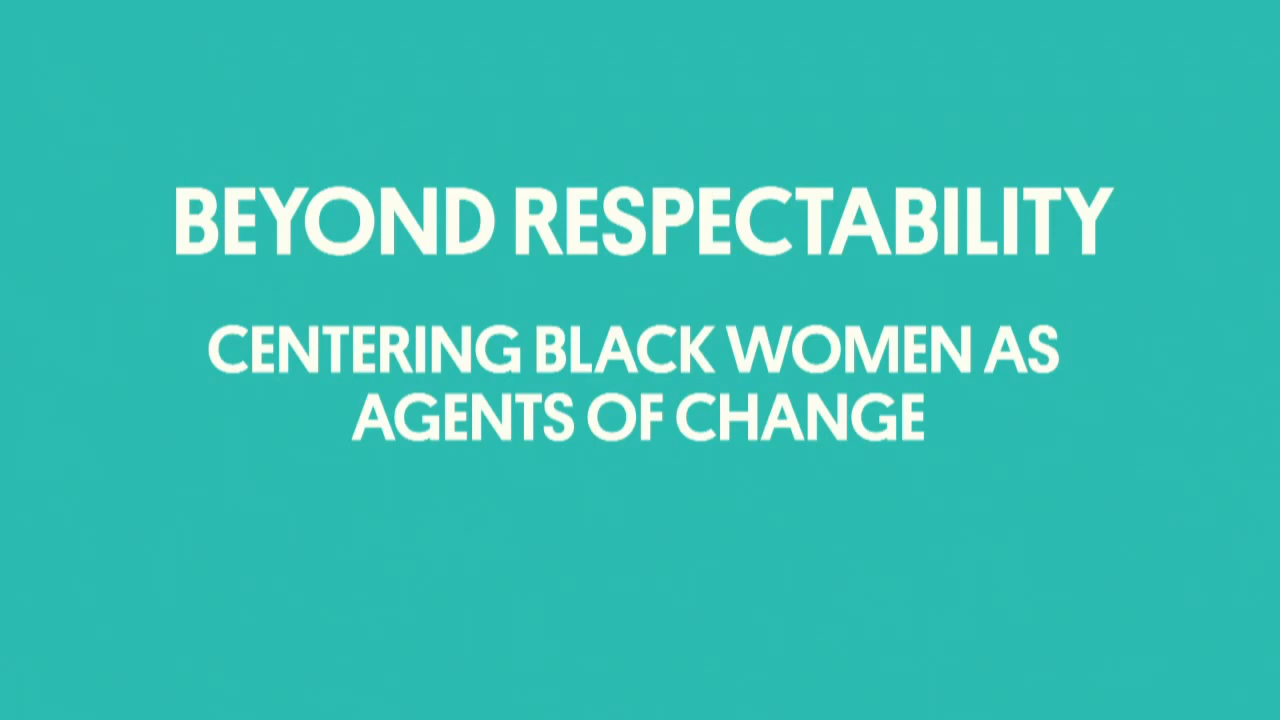 BEYOND RESPECTABILITY
CENTERING BLACK WOMEN AS
AGENTS OF CHANGE